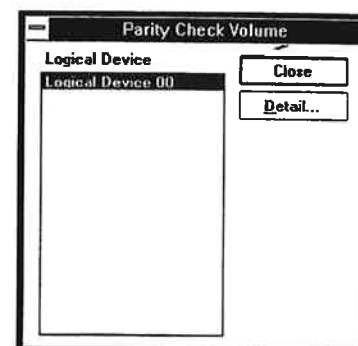 Parity Check Volume
Logical Device
Close
Logical Device 00
Detail...